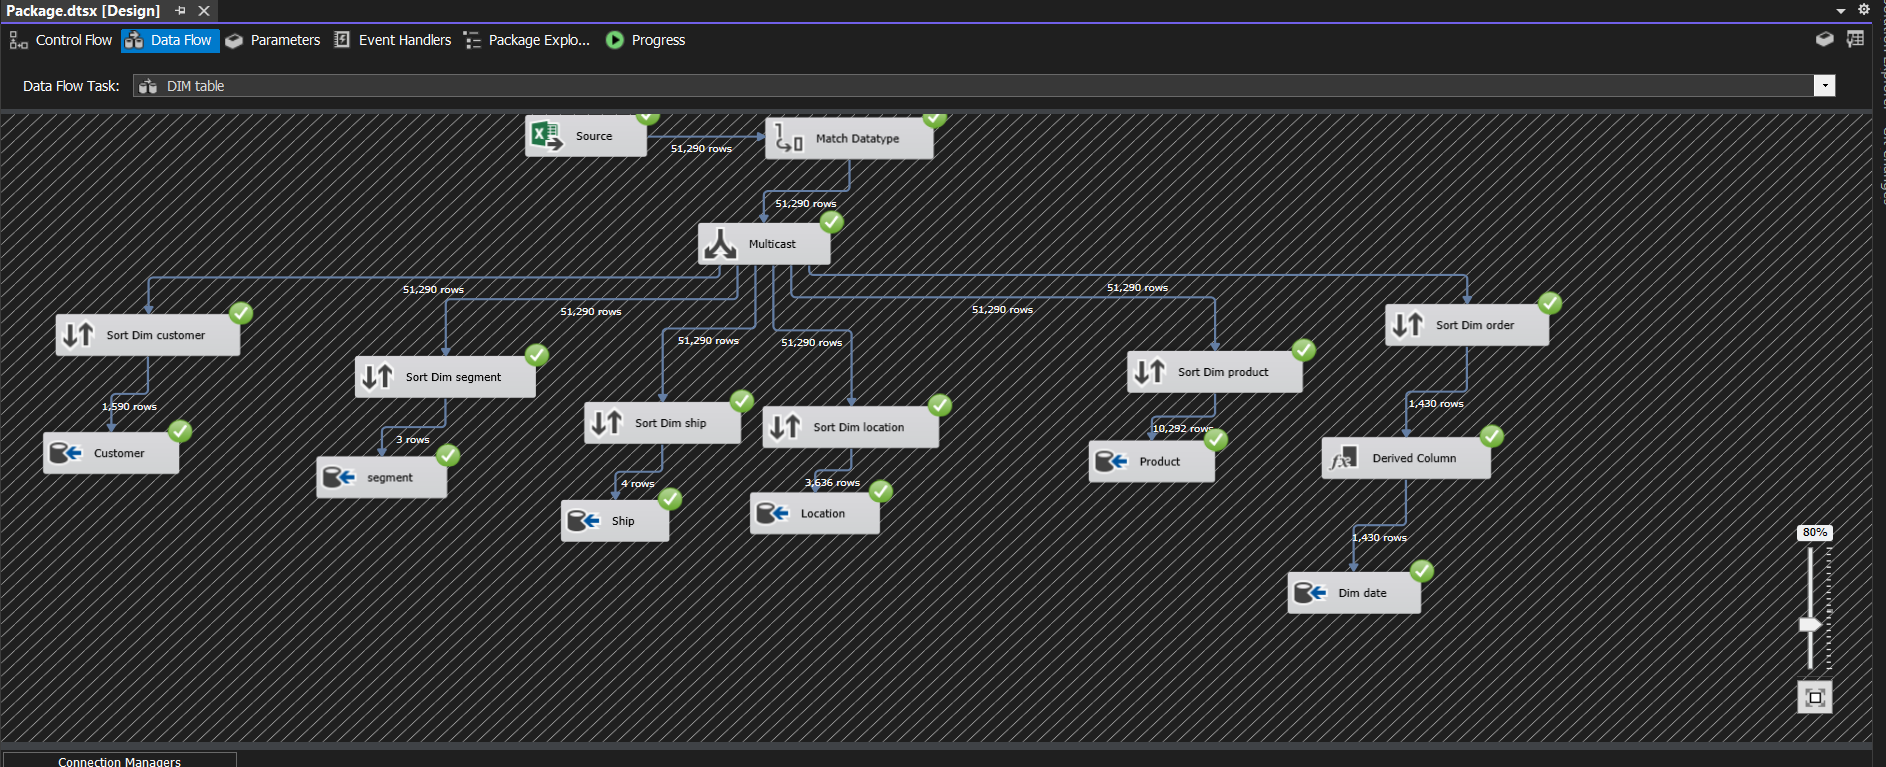 Package.dtsx [Design]
Control Flow
Data Flow
Parameters
Event Handlers
Package Explo...
Progress
Data Flow Task:
DIM table
Source
51,290 rows
Match Datatype
51,290 rows
Multicast
51,290 rows
51,290 rows
51,290 rows
51,290 rows
51,290 rows
51,290 rows
Sort Dim customer
Sort Dim segment
Sort Dim ship
Sort Dim location
Sort Dim product
Sort Dim order
1,590 rows
3 rows
4 rows
3,636 rows
10,292 rows
1,430 rows
Customer
segment
Ship
Location
Product
Derived Column
1,430 rows
Dim date
80%
Connection Managers